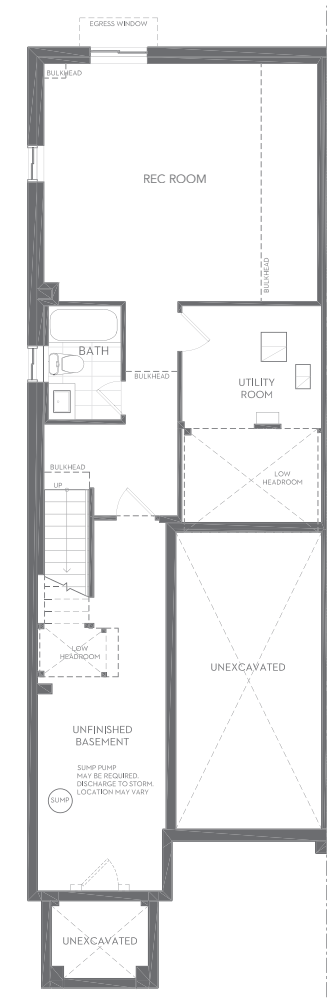 EGRESS WINDOW
BULKHEAD
REC ROOM
BULKHEAD
BATH
BULKHEAD
UTILITY
ROOM
BULKHEAD
UP
LOW
HEADROOM
LOW
HEADROOM
UNEXCAVATED
UNFINISHED
BASEMENT
SUMP PUMP
MAY BE REQUIRED.
DISCHARGE TO STORM.
LOCATION MAY VARY
SUMP
UNEXCAVATED